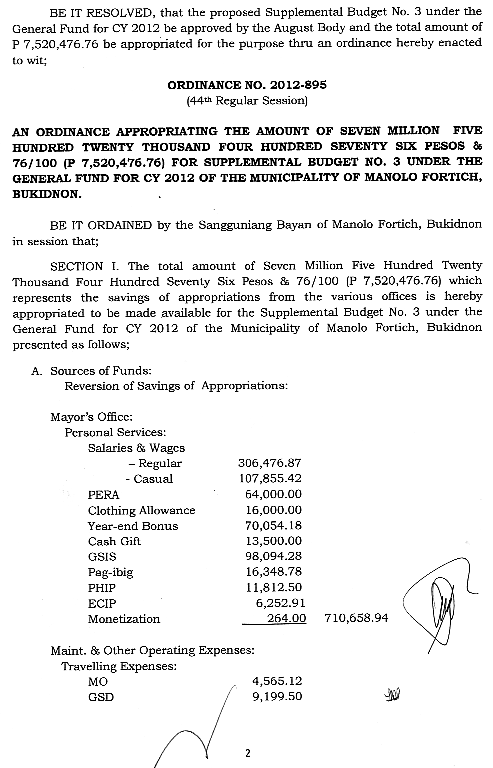 BE IT RESOLVED, that the proposed Supplemental Budget No. 3 under the
General Fund for CY 2012 be approved by the August Body and the total amount of
P 7,520,476.76 be appropriated for the purpose thru an ordinance hereby enacted
to wit;
ORDINANCE NO. 2012-895
(44th Regular Session)
AN ORDINANCE APPROPRIATING THE AMOUNT OF SEVEN MILLION FIVE
HUNDRED TWENTY THOUSAND FOUR HUNDRED SEVENTY SIX PESOS &
76/100 (P 7,520,476.76) FOR SUPPLEMENTAL BUDGET NO. 3 UNDER THE
GENERAL FUND FOR CY 2012 OF THE MUNICIPALITY OF MANOLO FORTICH,
BUKIDNON.
BE IT ORDAINED by the Sangguniang Bayan of Manolo Fortich, Bukidnon
in session that;
SECTION I. The total amount of Seven Million Five Hundred Twenty
Thousand Four Hundred Seventy Six Pesos & 76/100 (P 7,520,476.76) which
represents the savings of appropriations from the various offices is hereby
appropriated to be made available for the Supplemental Budget No. 3 under the
General Fund for CY 2012 of the Municipality of Manolo Fortich, Bukidnon
presented as follows;
A. Sources of Funds:
Reversion of Savings of Appropriations:
Mayor's Office:
Personal Services:
Salaries & Wages
– Regular 306,476.87
- Casual 107,855.42
PERA 64,000.00
Clothing Allowance 16,000.00
Year-end Bonus 70,054.18
Cash Gift 13,500.00
GSIS 98,094.28
Pag-ibig 16,348.78
PHIP 11,812.50
ECIP 6,252.91
Monetization 264.00 710,658.94
Maint. & Other Operating Expenses:
Travelling Expenses:
MO 4,565.12
GSD 9,199.50
2